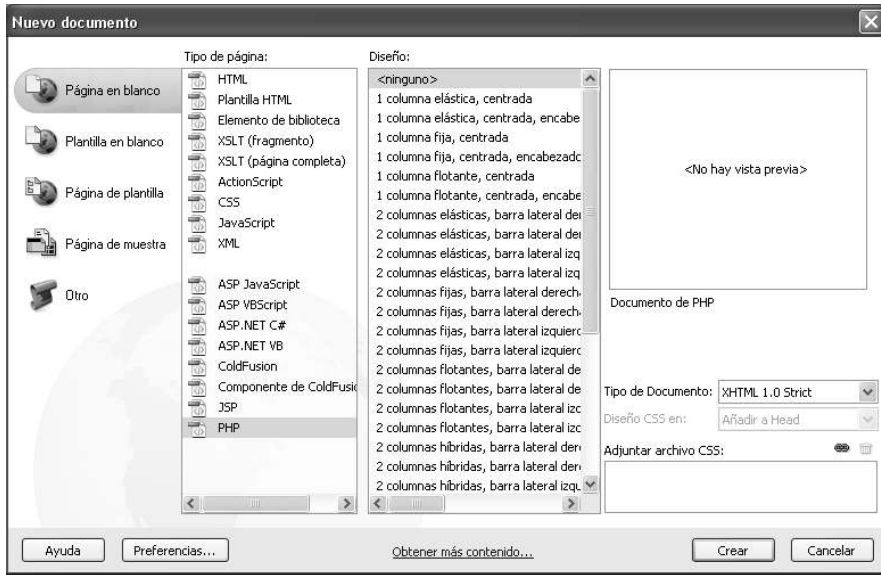 Nuevo documento
Página en blanco
Plantilla en blanco
Página de plantilla
Página de muestra
Otro
Tipo de página:
HTML
Plantilla HTML
Elemento de biblioteca
XSLT (fragmento)
XSLT (página completa)
ActionScript
CSS
JavaScript
XML
ASP JavaScript
ASP VBScript
ASP.NET C#
ASP.NET VB
ColdFusion
Componente de ColdFusic
JSP
PHP
Diseño:
<ninguno>
1 columna elástica, centrada
1 columna elástica, centrada, encabe
1 columna fija, centrada
1 columna fija, centrada, encabezadc
1 columna flotante, centrada
1 columna flotante, centrada, encabe
2 columnas elásticas, barra lateral der
2 columnas elásticas, barra lateral der
2 columnas elásticas, barra lateral izq
2 columnas elásticas, barra lateral izq
2 columnas fijas, barra lateral derech
2 columnas fijas, barra lateral derech
2 columnas fijas, barra lateral izquierc
2 columnas fijas, barra lateral izquierc
2 columnas flotantes, barra lateral de
2 columnas flotantes, barra lateral de
2 columnas flotantes, barra lateral izc
2 columnas flotantes, barra lateral izc
2 columnas híbridas, barra lateral der
2 columnas híbridas, barra lateral der
2 columnas híbridas, barra lateral izqu
<No hay vista previa>
Documento de PHP
Tipo de Documento: XHTML 1.0 Strict
Diseño CSS en: Añadir a Head
Adjuntar archivo CSS:
Ayuda Preferencias... Obtener más contenido... Crear Cancelar